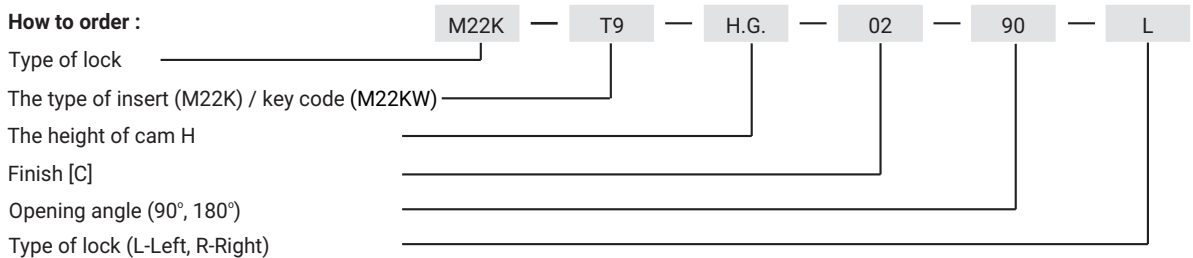 How to order : M22K — T9 — H.G. — 02 — 90 — L
Type of lock
The type of insert (M22K) / key code (M22KW)
The height of cam H
Finish [C]
Opening angle (90°, 180°)
Type of lock (L-Left, R-Right)